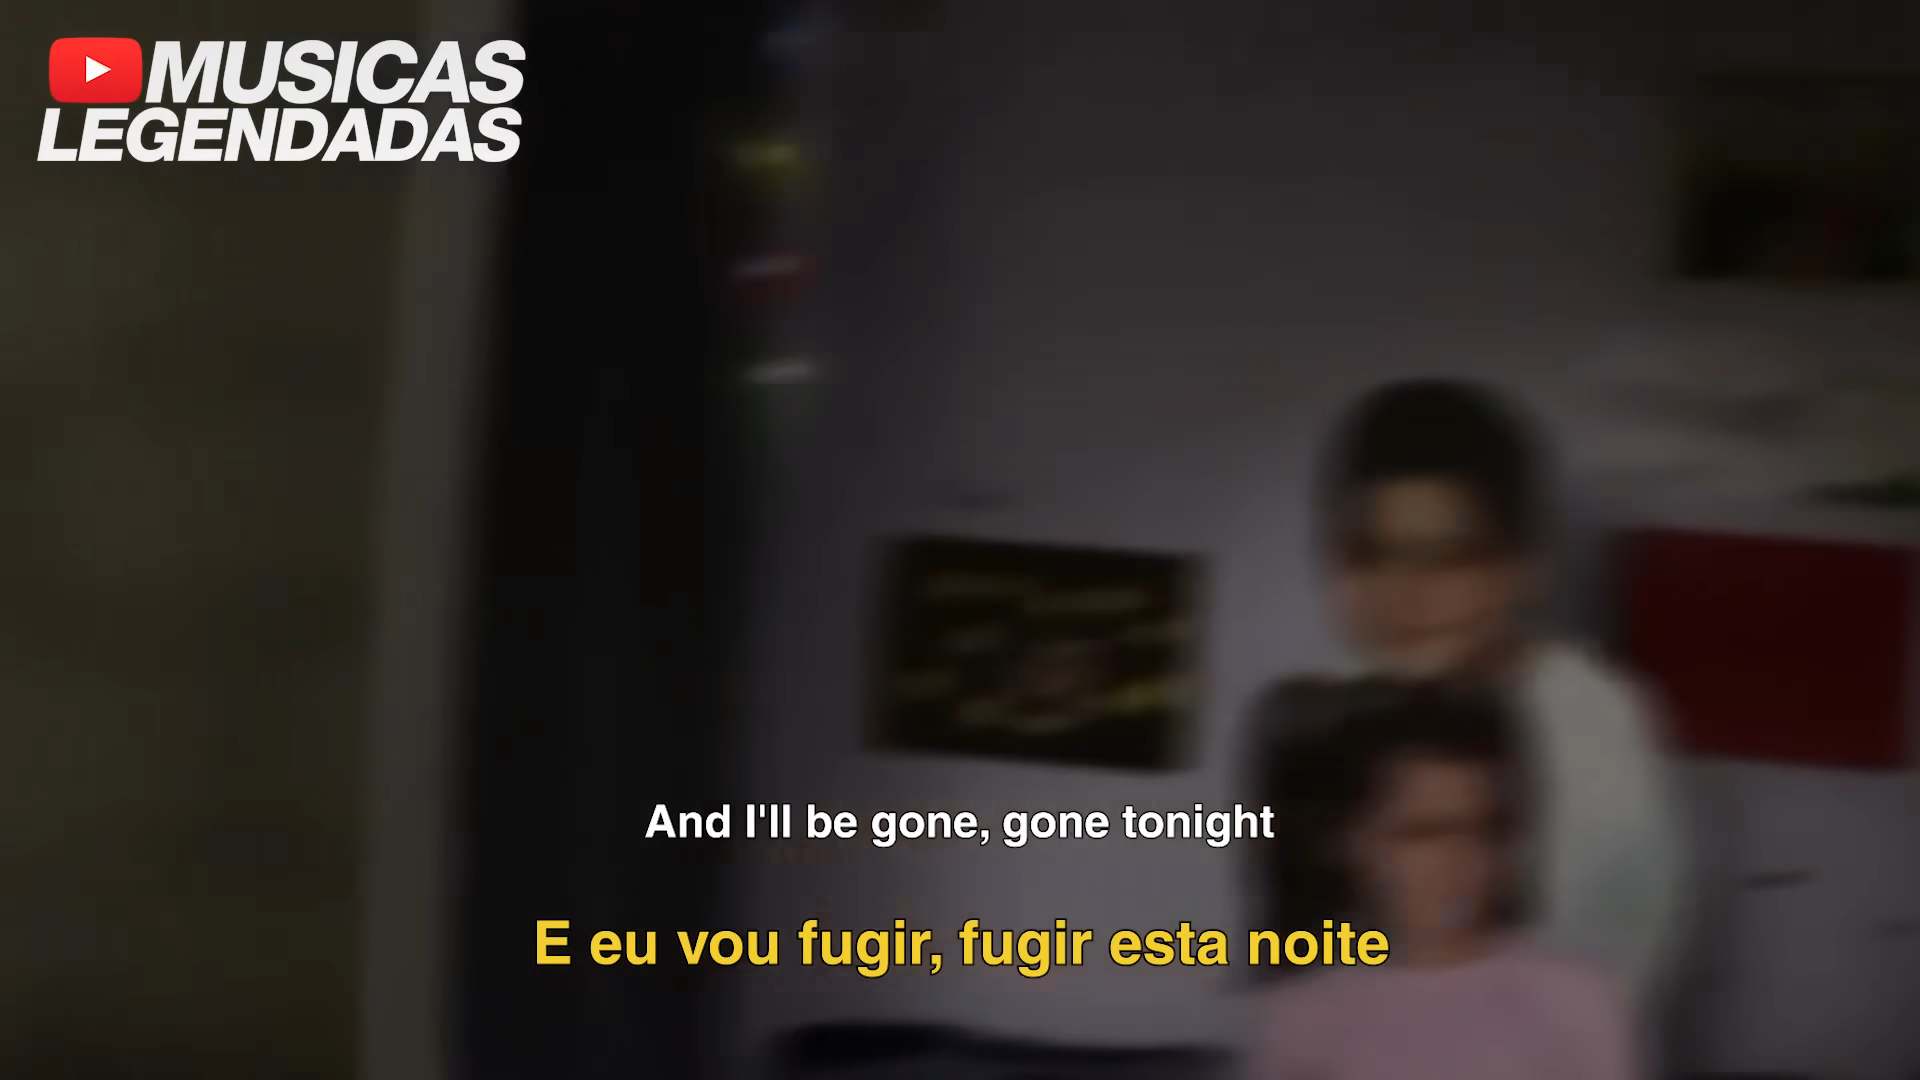 MUSICAS
LEGENDADAS
And I'll be gone, gone tonight
E eu vou fugir, fugir esta noite